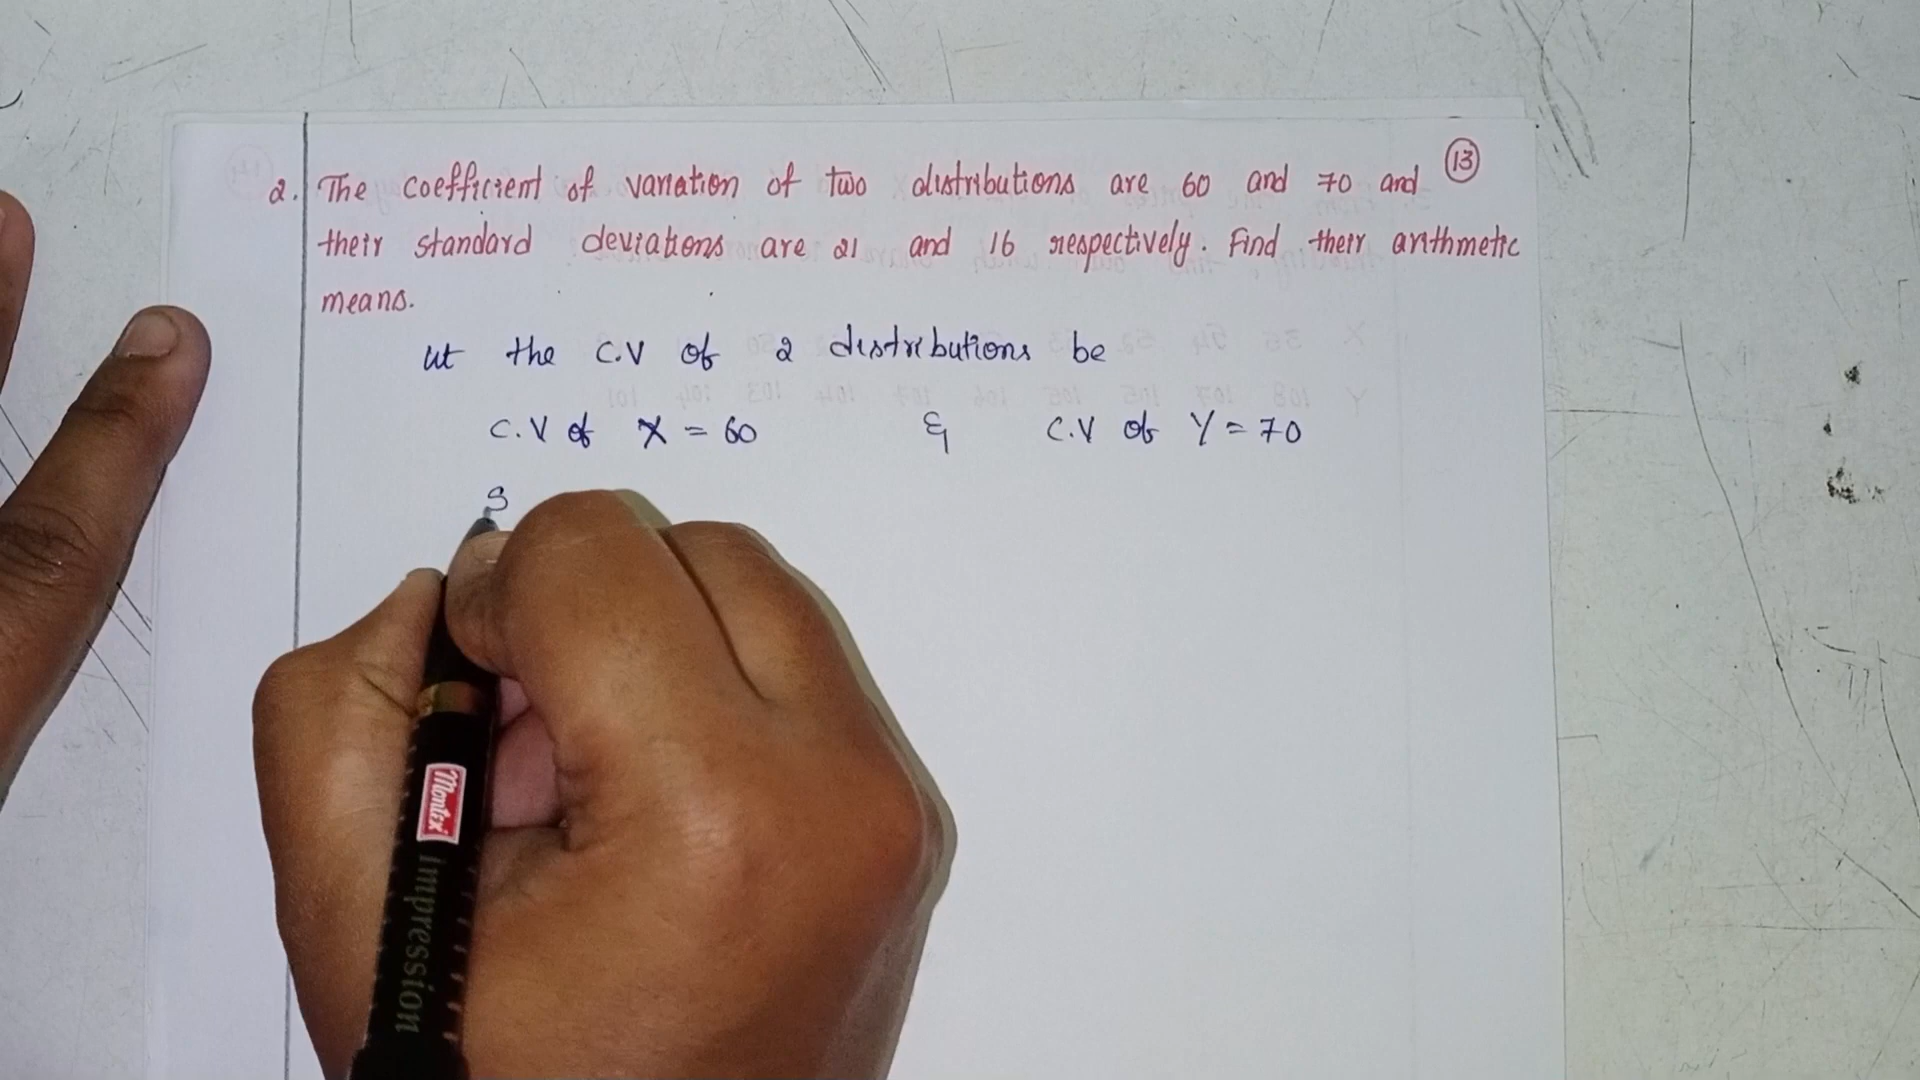 13
2. The coefficient of variation of two distributions are 60 and 70 and
their standard deviations are 21 and 16 respectively. Find their arithmetic
means.
let the C.V of 2 distributions be
C.V of X = 60 & C.V of Y = 70
S
Montex impression